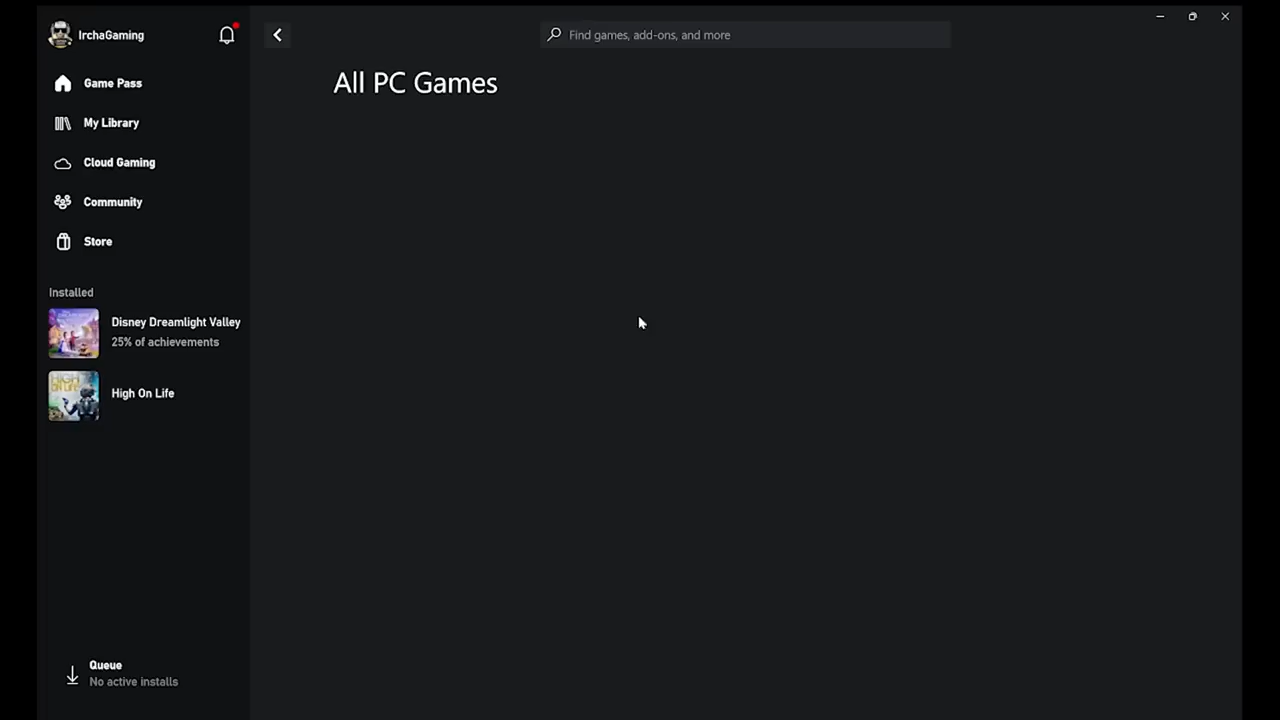 IrchaGaming
Find games, add-ons, and more
Game Pass
My Library
Cloud Gaming
Community
Store
Installed
Disney Dreamlight Valley
25% of achievements
HIGH
High On Life
Queue
No active installs
All PC Games